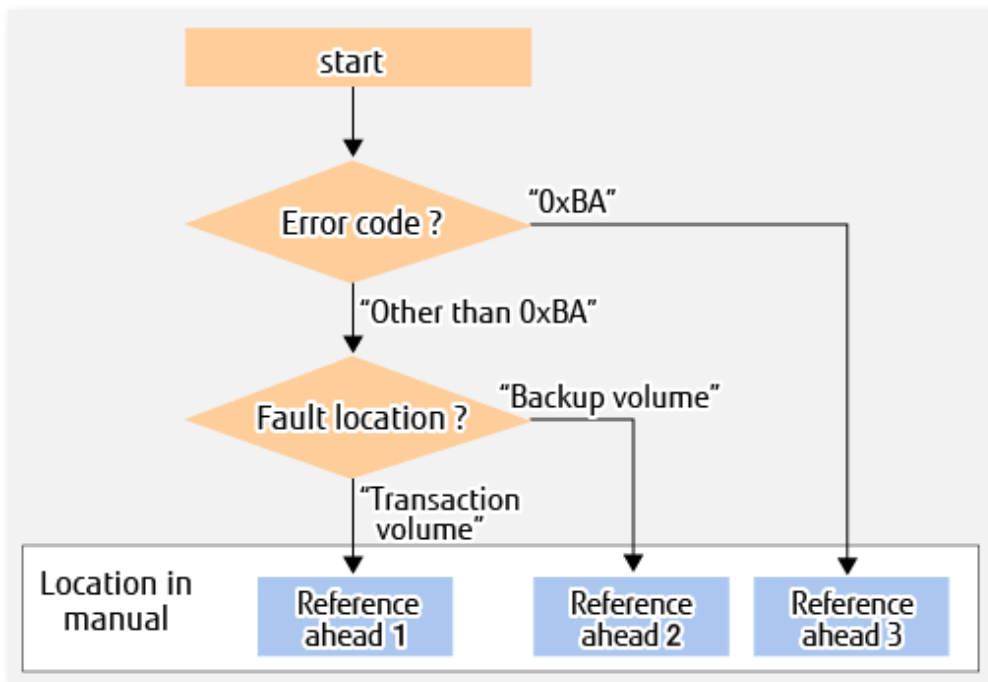 start
Error code ?
“0xBA”
“Other than 0xBA”
Fault location ?
“Backup volume”
“Transaction
volume”
Location in
manual
Reference
ahead 1
Reference
ahead 2
Reference
ahead 3